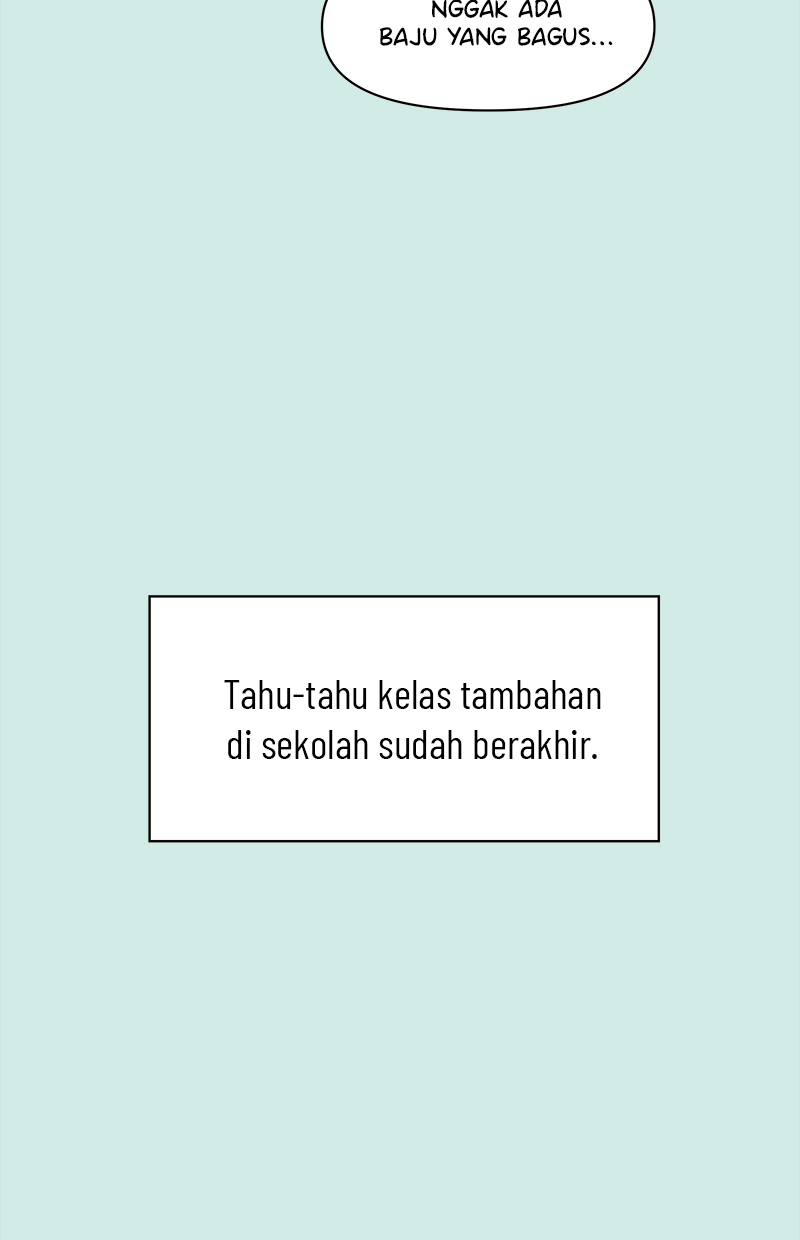 NGGAK ADA
BAJU YANG BAGUS...
Tahu-tahu kelas tambahan
di sekolah sudah berakhir.